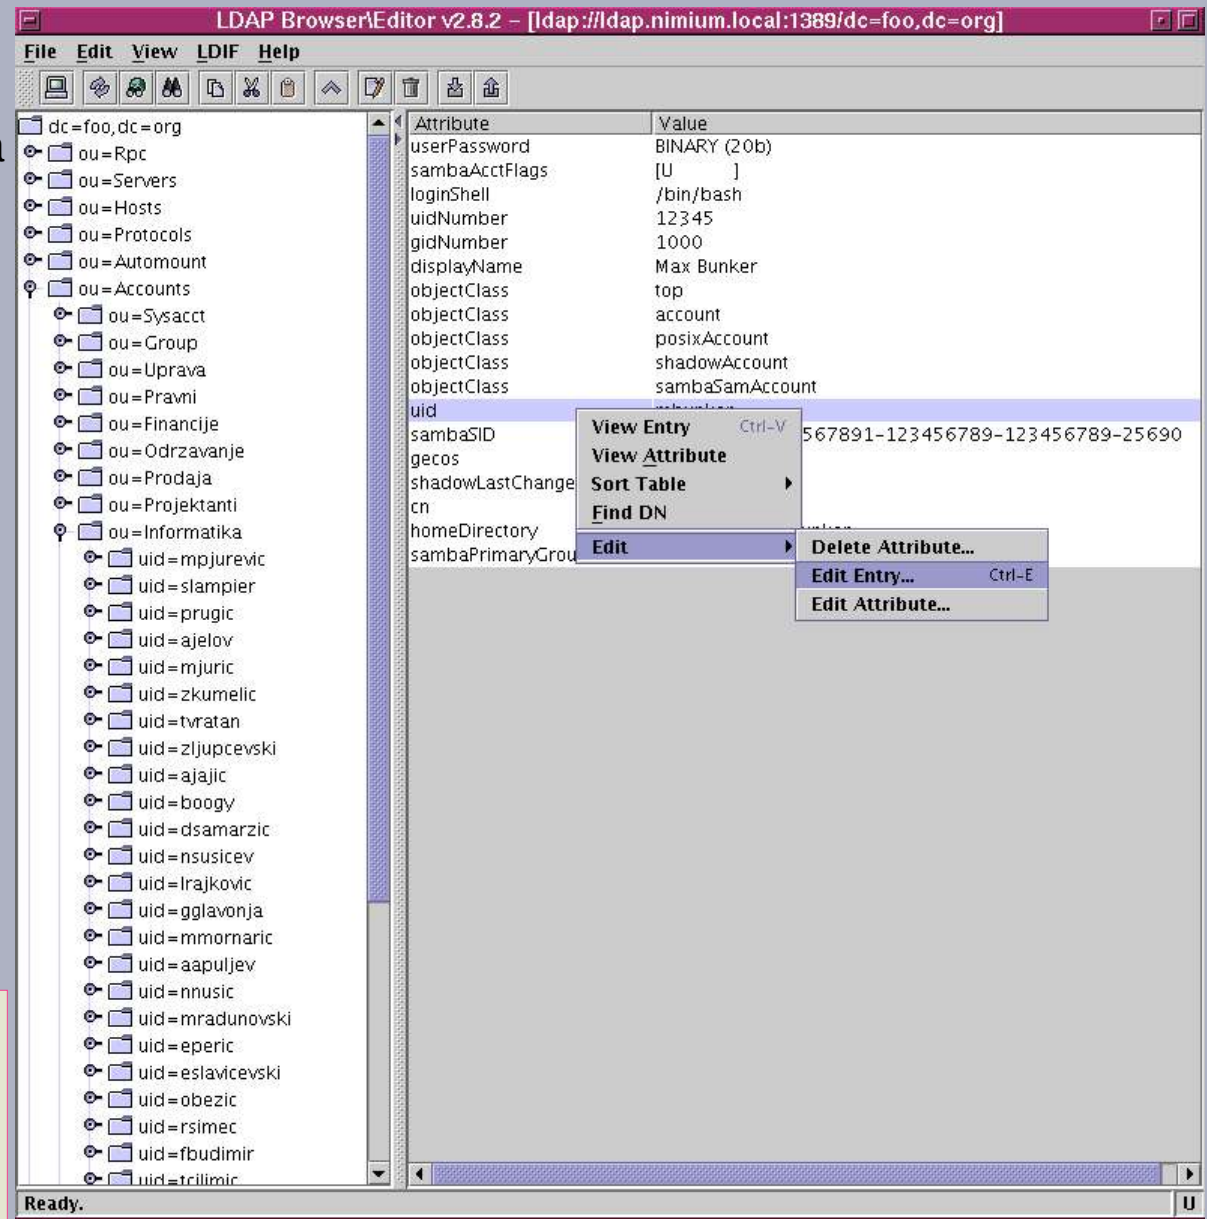 LDAP Browser\Editor v2.8.2 – [ldap://ldap.nimium.local:1389/dc=foo,dc=org]
File Edit View LDIF Help
dc=foo,dc=org
ou=Rpc
ou=Servers
ou=Hosts
ou=Protocols
ou=Automount
ou=Accounts
ou=Sysacct
ou=Group
ou=Uprava
ou=Pravni
ou=Financije
ou=Odrzavanje
ou=Prodaja
ou=Projektanti
ou=Informatika
uid=mpjurevic
uid=slampier
uid=prugic
uid=ajelov
uid=mjuric
uid=zkumelic
uid=tvratan
uid=zljupcevski
uid=ajajic
uid=boogy
uid=dsamarzic
uid=nsusicev
uid=lrajkovic
uid=gglavonja
uid=mmornaric
uid=aapuljev
uid=nnusic
uid=mradunovski
uid=eperic
uid=eslavicevski
uid=obezic
uid=rsimec
uid=fbudimir
uid=tcilimic
Attribute Value
userPassword BINARY (20b)
sambaAcctFlags [U ]
loginShell /bin/bash
uidNumber 12345
gidNumber 1000
displayName Max Bunker
objectClass top
objectClass account
objectClass posixAccount
objectClass shadowAccount
objectClass sambaSamAccount
uid
sambaSID 567891-123456789-123456789-25690
gecos
shadowLastChange
cn
homeDirectory
sambaPrimaryGrou
View Entry Ctrl-V
View Attribute
Sort Table
Find DN
Edit
Delete Attribute...
Edit Entry... Ctrl-E
Edit Attribute...
Ready. U